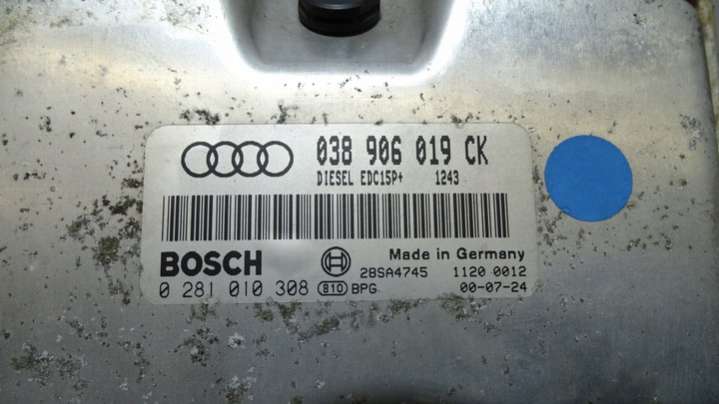 038 906 019 CK
DIESEL EDC15P+ 1243
BOSCH
Made in Germany
28SA4745 1120 0012
0 281 010 308 810 BPG 00-07-24